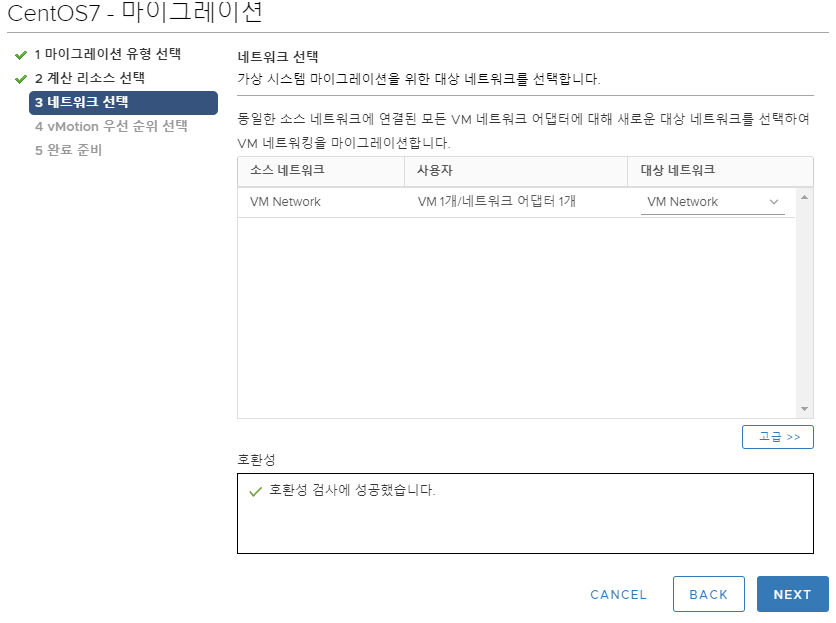 CentOS7 - 마이그레이션
1 마이그레이션 유형 선택
2 계산 리소스 선택
3 네트워크 선택
4 vMotion 우선 순위 선택
5 완료 준비
네트워크 선택
가상 시스템 마이그레이션을 위한 대상 네트워크를 선택합니다.
동일한 소스 네트워크에 연결된 모든 VM 네트워크 어댑터에 대해 새로운 대상 네트워크를 선택하여
VM 네트워킹을 마이그레이션합니다.
소스 네트워크 사용자 대상 네트워크
VM Network VM 1개/네트워크 어댑터 1개 VM Network
고급 >>
호환성
호환성 검사에 성공했습니다.
CANCEL BACK NEXT